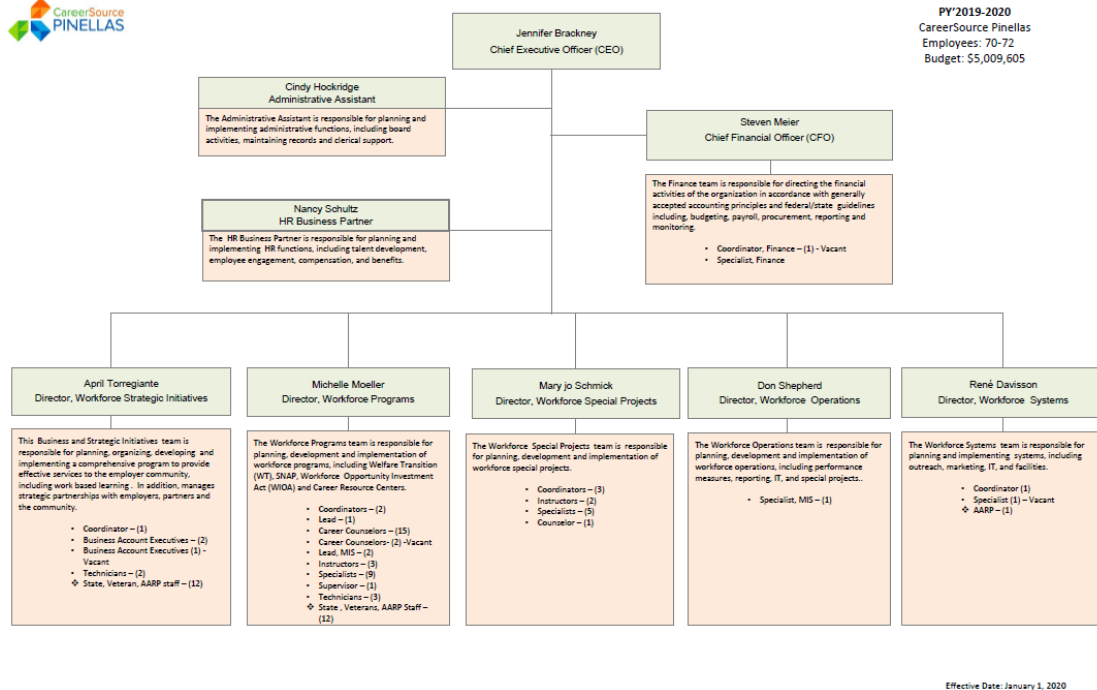 CareerSource
PINELLAS
Jennifer Brackney
Chief Executive Officer (CEO)
PY'2019-2020
CareerSource Pinellas
Employees: 70-72
Budget: $5,009,605
Cindy Hockridge
Administrative Assistant
The Administrative Assistant is responsible for planning and
implementing administrative functions, including board
activities, maintaining records and clerical support.
Steven Meier
Chief Financial Officer (CFO)
The Finance team is responsible for directing the financial
activities of the organization in accordance with generally
accepted accounting principles and federal/state guidelines
including, budgeting, payroll, procurement, reporting and
monitoring.
• Coordinator, Finance – (1) - Vacant
• Specialist, Finance
Nancy Schultz
HR Business Partner
The HR Business Partner is responsible for planning and
implementing HR functions, including talent development,
employee engagement, compensation, and benefits.
April Torregiante
Director, Workforce Strategic Initiatives
This Business and Strategic Initiatives team is
responsible for planning, organizing, developing and
implementing a comprehensive program to provide
effective services to the employer community,
including work based learning . In addition, manages
strategic partnerships with employers, partners and
the community.
• Coordinator – (1)
• Business Account Executives – (2)
• Business Account Executives (1) -
Vacant
• Technicians – (2)
❖ State, Veteran, AARP staff – (12)
Michelle Moeller
Director, Workforce Programs
The Workforce Programs team is responsible for
planning, development and implementation of
workforce programs, including Welfare Transition
(WT), SNAP, Workforce Opportunity Investment
Act (WIOA) and Career Resource Centers.
• Coordinators – (2)
• Lead – (1)
• Career Counselors – (15)
• Career Counselors- (2) -Vacant
• Lead, MIS – (2)
• Instructors – (3)
• Specialists – (9)
• Supervisor – (1)
• Technicians – (3)
❖ State , Veterans, AARP Staff –
(12)
Mary jo Schmick
Director, Workforce Special Projects
The Workforce Special Projects team is responsible
for planning, development and implementation of
workforce special projects.
• Coordinators – (3)
• Instructors – (2)
• Specialists – (5)
• Counselor – (1)
Don Shepherd
Director, Workforce Operations
The Workforce Operations team is responsible for
planning, development and implementation of
workforce operations, including performance
measures, reporting, IT, and special projects..
• Specialist, MIS – (1)
René Davisson
Director, Workforce Systems
The Workforce Systems team is responsible for
planning and implementing systems, including
outreach, marketing, IT, and facilities.
• Coordinator (1)
• Specialist (1) – Vacant
❖ AARP – (1)
Effective Date: January 1, 2020